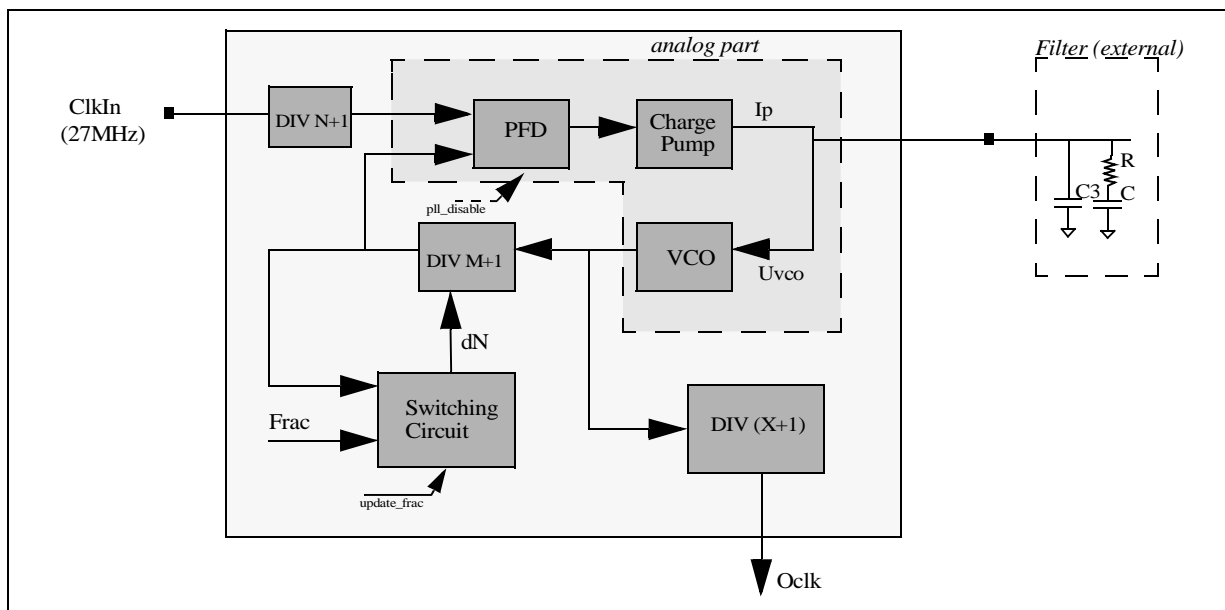 analog part
Filter (external)
ClkIn
(27MHz)
DIV N+1
PFD
Charge
Pump
Ip
R
C3
C
pll_disable
DIV M+1
VCO
Uvco
dN
Frac
Switching
Circuit
DIV (X+1)
update_frac
Oclk